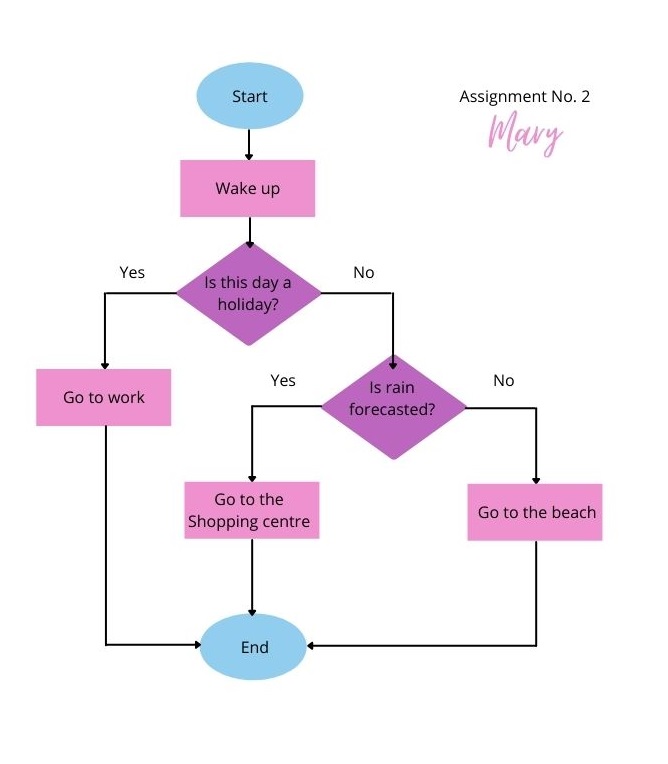 Start
Assignment No. 2
Mary
Wake up
Yes
No
Is this day a
holiday?
Yes
No
Is rain
forecasted?
Go to work
Go to the
Shopping centre
Go to the beach
End